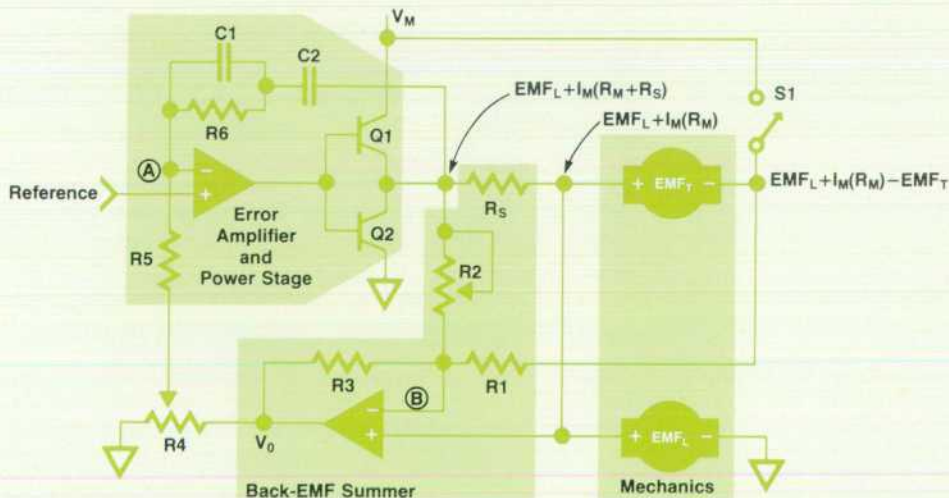 V_M
C1
C2
R6
Q1
EMF_L+I_M(R_M+R_S)
EMF_L+I_M(R_M)
S1
A
−
+
Reference
Error
Amplifier
and
Power Stage
Q2
R_S
+ EMF_T −
EMF_L+I_M(R_M)−EMF_T
R5
R2
R3
R1
B
−
+
R4
V_0
+ EMF_L −
Back-EMF Summer
Mechanics